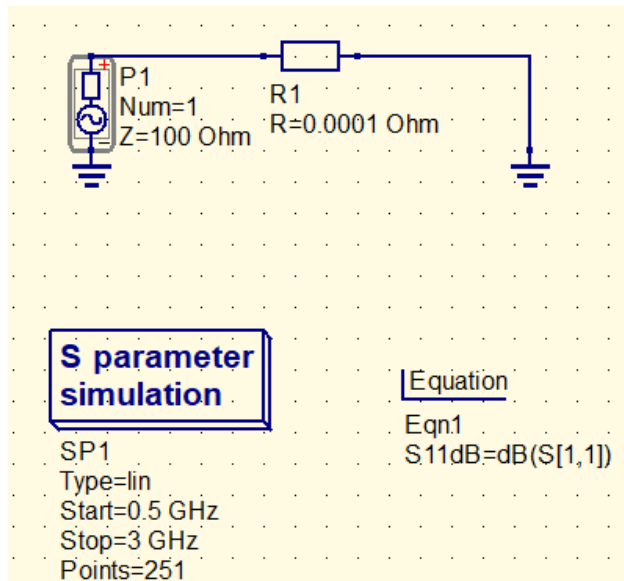 P1
Num=1
Z=100 Ohm
R1
R=0.0001 Ohm
S parameter
simulation
SP1
Type=lin
Start=0.5 GHz
Stop=3 GHz
Points=251
Equation
Eqn1
S11dB=dB(S[1,1])